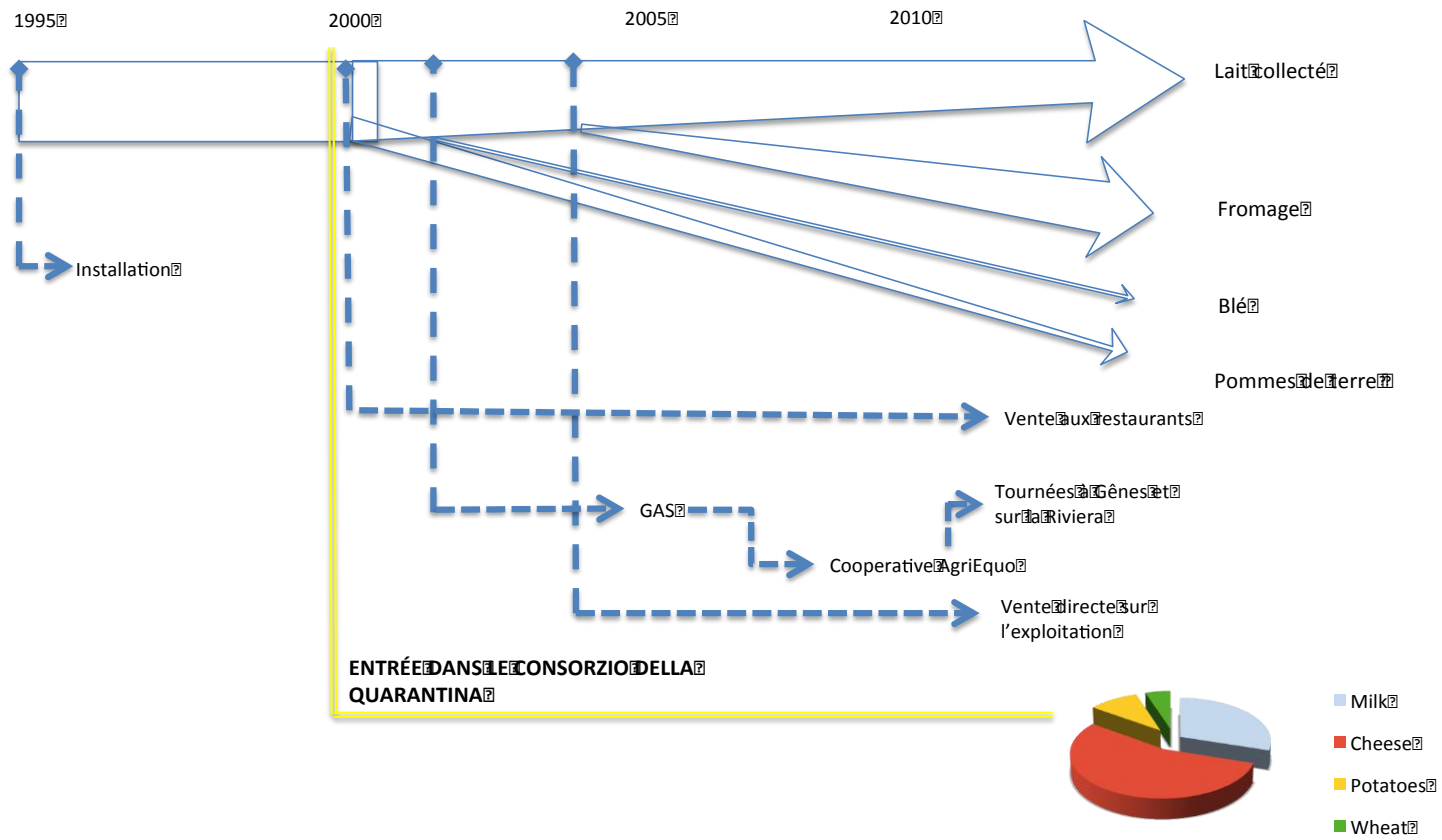 1995
2000
2005
2010
Lait collecté
Fromage
Installation
Blé
Pommes de terre
Vente aux restaurants
Tournées à Gênes et
sur la Riviera
GAS
Cooperative AgriEquo
Vente directe sur
l'exploitation
ENTRÉE DANS LE CONSORZIO DELLA
QUARANTINA
Milk
Cheese
Potatoes
Wheat